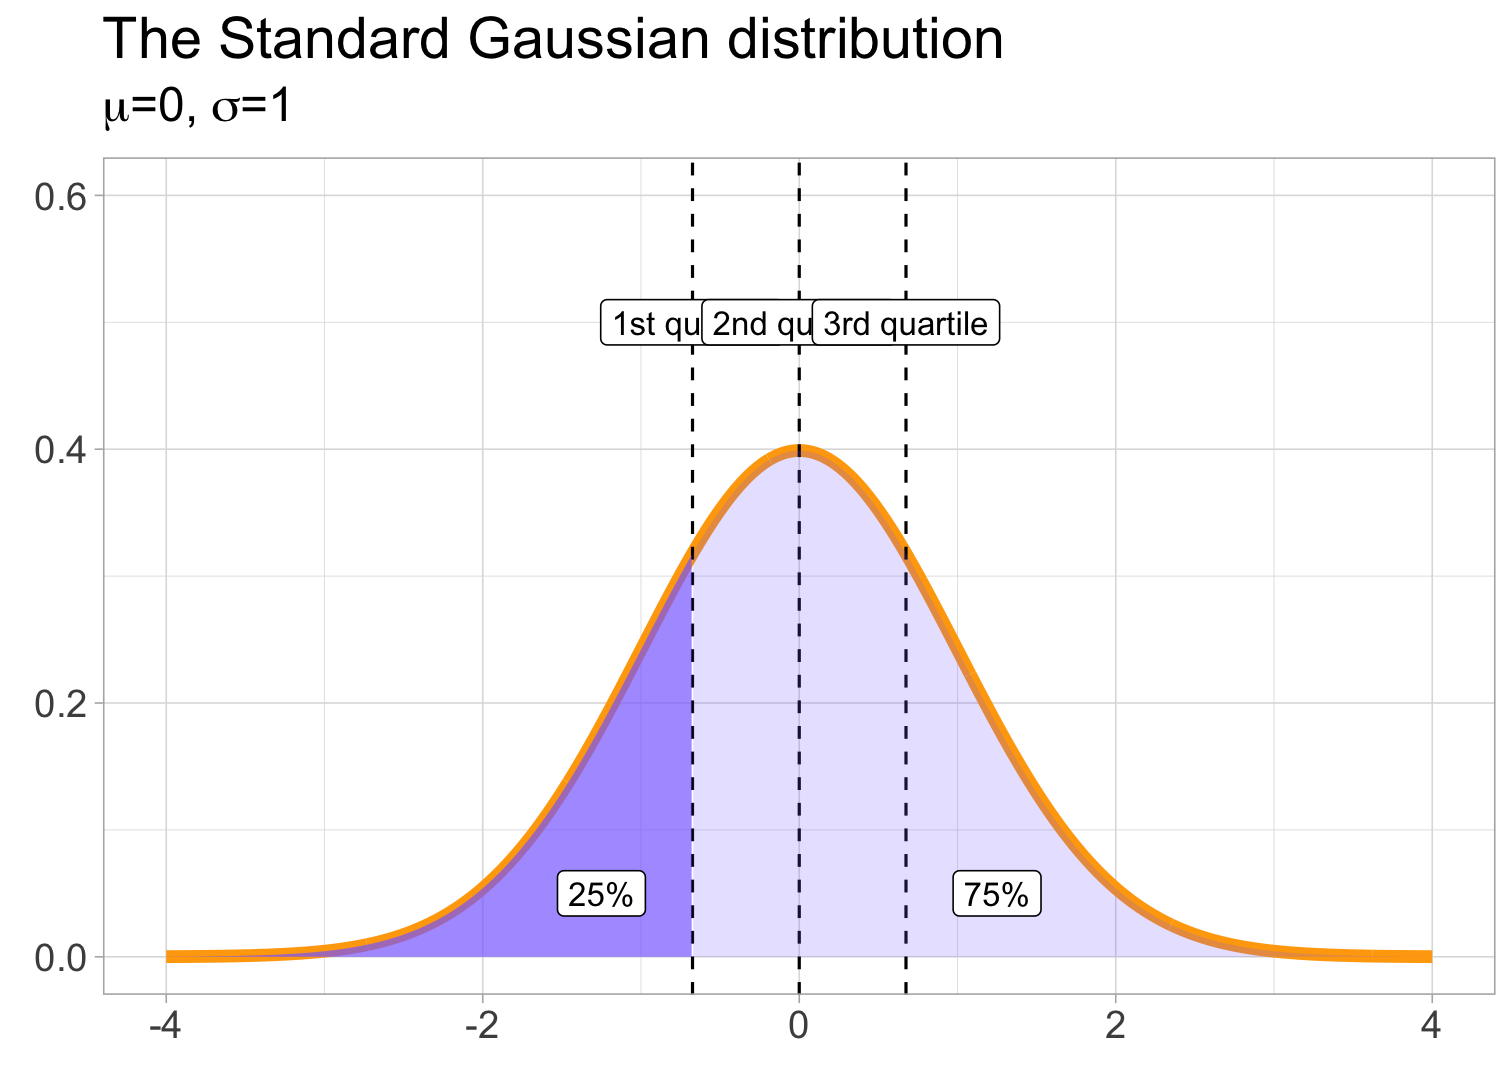 The Standard Gaussian distribution
μ=0, σ=1
0.6
1st qu 2nd qu 3rd quartile
0.4
0.2
25% 75%
0.0
-4 -2 0 2 4